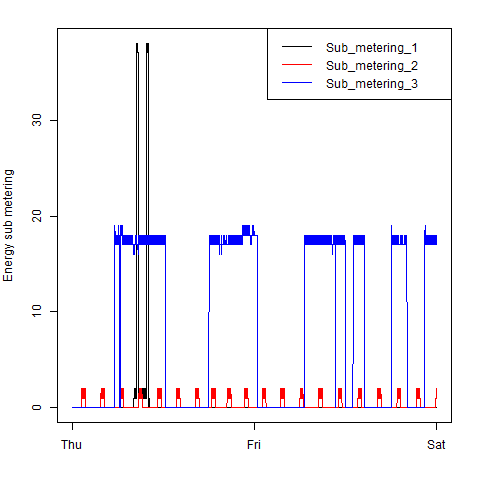 Sub_metering_1
Sub_metering_2
Sub_metering_3
Energy sub metering
30
20
10
0
Thu Fri Sat